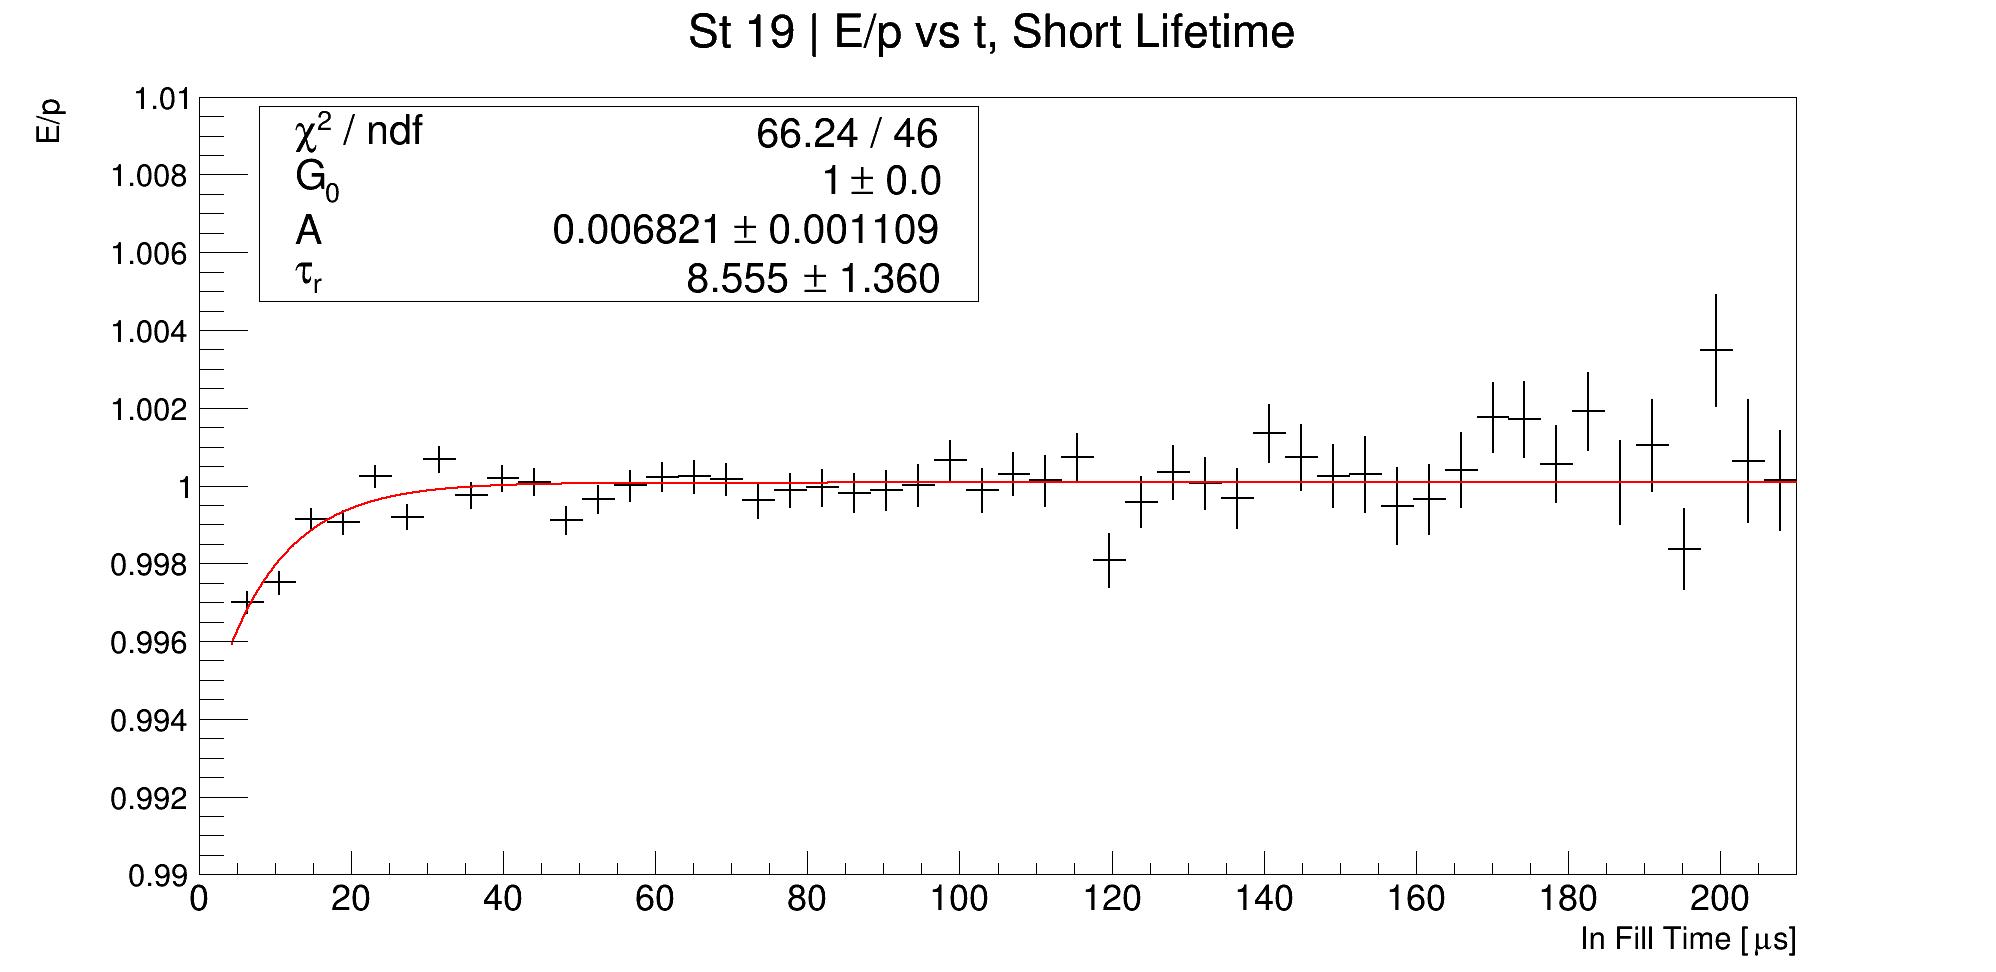 St 19 | E/p vs t, Short Lifetime
E/p
χ² / ndf 66.24 / 46
G₀ 1 ± 0.0
A 0.006821 ± 0.001109
τᵣ 8.555 ± 1.360
1.01
1.008
1.006
1.004
1.002
1
0.998
0.996
0.994
0.992
0.99
0 20 40 60 80 100 120 140 160 180 200
In Fill Time [μs]